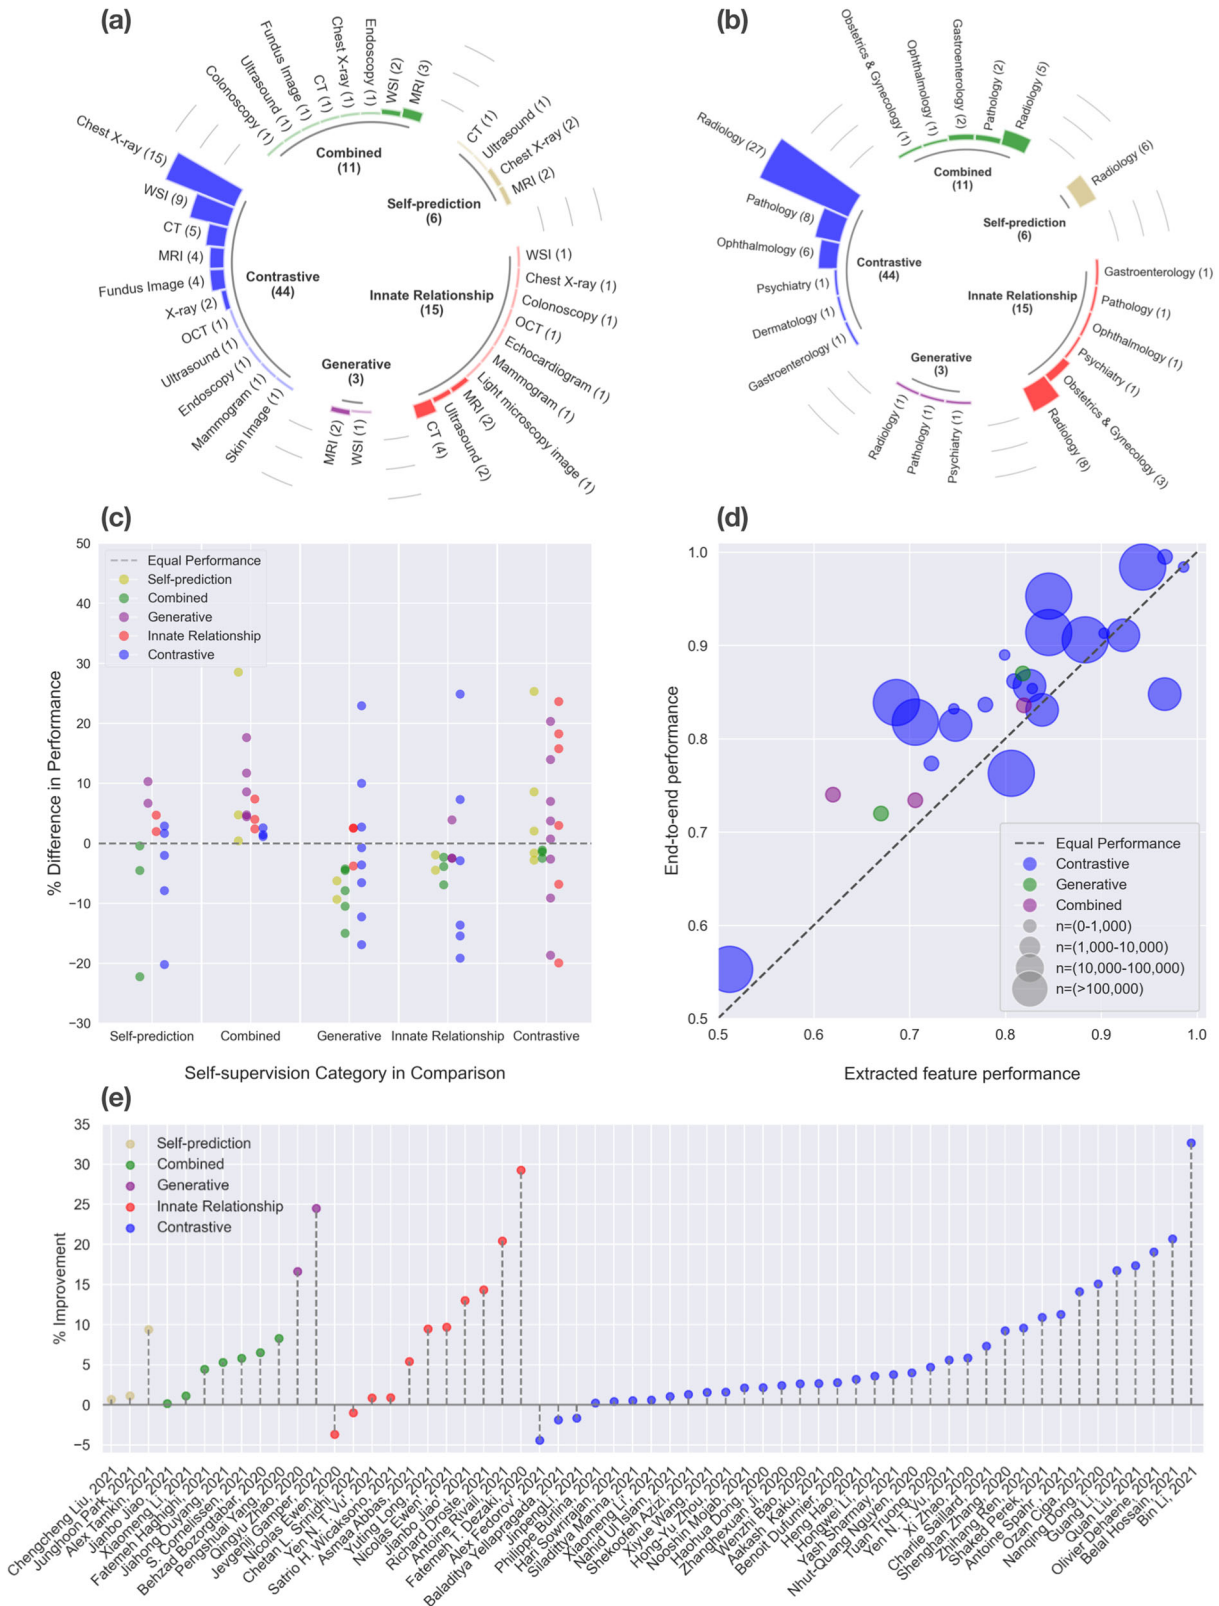 (a)
Colonoscopy (1)
Ultrasound (1)
Fundus Image (1)
CT (1)
Chest X-ray (1)
Endoscopy (1)
WSI (2)
MRI (3)
Combined
(11)
CT (1)
Ultrasound (1)
Chest X-ray (2)
MRI (2)
Self-prediction
(6)
Chest X-ray (15)
WSI (9)
CT (5)
MRI (4)
Fundus Image (4)
X-ray (2)
OCT (1)
Ultrasound (1)
Endoscopy (1)
Mammogram (1)
Skin Image (1)
Contrastive
(44)
WSI (1)
Chest X-ray (1)
Colonoscopy (1)
OCT (1)
Echocardiogram (1)
Mammogram (1)
Light microscopy image (1)
MRI (2)
Ultrasound (2)
CT (4)
Innate Relationship
(15)
Generative
(3)
MRI (2)
WSI (1)
(b)
Obstetrics & Gynecology (1)
Ophthalmology (1)
Gastroenterology (2)
Pathology (2)
Radiology (5)
Combined
(11)
Radiology (6)
Self-prediction
(6)
Radiology (27)
Pathology (8)
Ophthalmology (6)
Psychiatry (1)
Dermatology (1)
Gastroenterology (1)
Contrastive
(44)
Gastroenterology (1)
Pathology (1)
Ophthalmology (1)
Psychiatry (1)
Obstetrics & Gynecology (3)
Radiology (8)
Innate Relationship
(15)
Generative
(3)
Radiology (1)
Pathology (1)
Psychiatry (1)
(c)
50
40
30
20
10
0
−10
−20
−30
% Difference in Performance
Equal Performance
Self-prediction
Combined
Generative
Innate Relationship
Contrastive
Self-prediction
Combined
Generative
Innate Relationship
Contrastive
Self-supervision Category in Comparison
(d)
1.0
0.9
0.8
0.7
0.6
0.5
End-to-end performance
Equal Performance
Contrastive
Generative
Combined
n=(0-1,000)
n=(1,000-10,000)
n=(10,000-100,000)
n=(>100,000)
0.5
0.6
0.7
0.8
0.9
1.0
Extracted feature performance
(e)
35
30
25
20
15
10
5
0
−5
% Improvement
Self-prediction
Combined
Generative
Innate Relationship
Contrastive
Chengcheng Liu, 2021
Junghoon Park, 2021
Alex Tamkin, 2021
Jianbo Jiao, 2021
Xiaomeng Li, 2021
Fatemeh Haghighi, 2021
Jiahong Ouyang, 2021
Behzad Bozorgtabar, 2020
Pengshuai Yang, 2020
Qingyu Zhao, 2020
Jevgenij Gamper, 2021
Nicolas Ewen, 2020
Yen N. T. Yu', 2021
Satrio H. Wicaksono, 2021
Asmaa Abbas, 2021
Yuting Long, 2021
Nicolas Ewen', 2021
Jianbo Jiao', 2021
Richard Droste, 2021
Antoine Rivail, 2021
Fatemeh T. Dezaki, 2020
Alex Fedorov', 2021
Baladitya Yellapragada, 2021
Jinpeng Li, 2021
Philippe Burlina, 2021
Hari Sowrirajan, 2021
Siladittya Manna, 2021
Xiaomeng Li', 2021
Nahid Ul Islam, 2021
Shekoofeh Azizi, 2021
Xiyue Wang, 2021
Hong-Yu Zhou, 2021
Nooshin Mojab, 2021
Haohua Dong, 2021
Zhanghexuan Ji, 2020
Wenzhi Bao, 2020
Aakash Kaku, 2021
Benoit Dufumier, 2020
Heng Hao, 2021
Hongwei Li, 2021
Yash Sharmay, 2021
Nhut-Quang Nguyen, 2021
Tuan Truong, 2020
Yen N. T. Yu, 2021
Xi Zhao, 2020
Charlie Saillard, 2021
Shenghan Zhang, 2020
Zhihang Ren, 2021
Shaked Perek, 2021
Antoine Spahr, 2021
Ozan Ciga, 2021
Nanqing Dong, 2020
Guang Li, 2021
Quan Liu, 2021
Olivier Dehaene, 2021
Belal Hossain, 2021
Bin Li, 2021